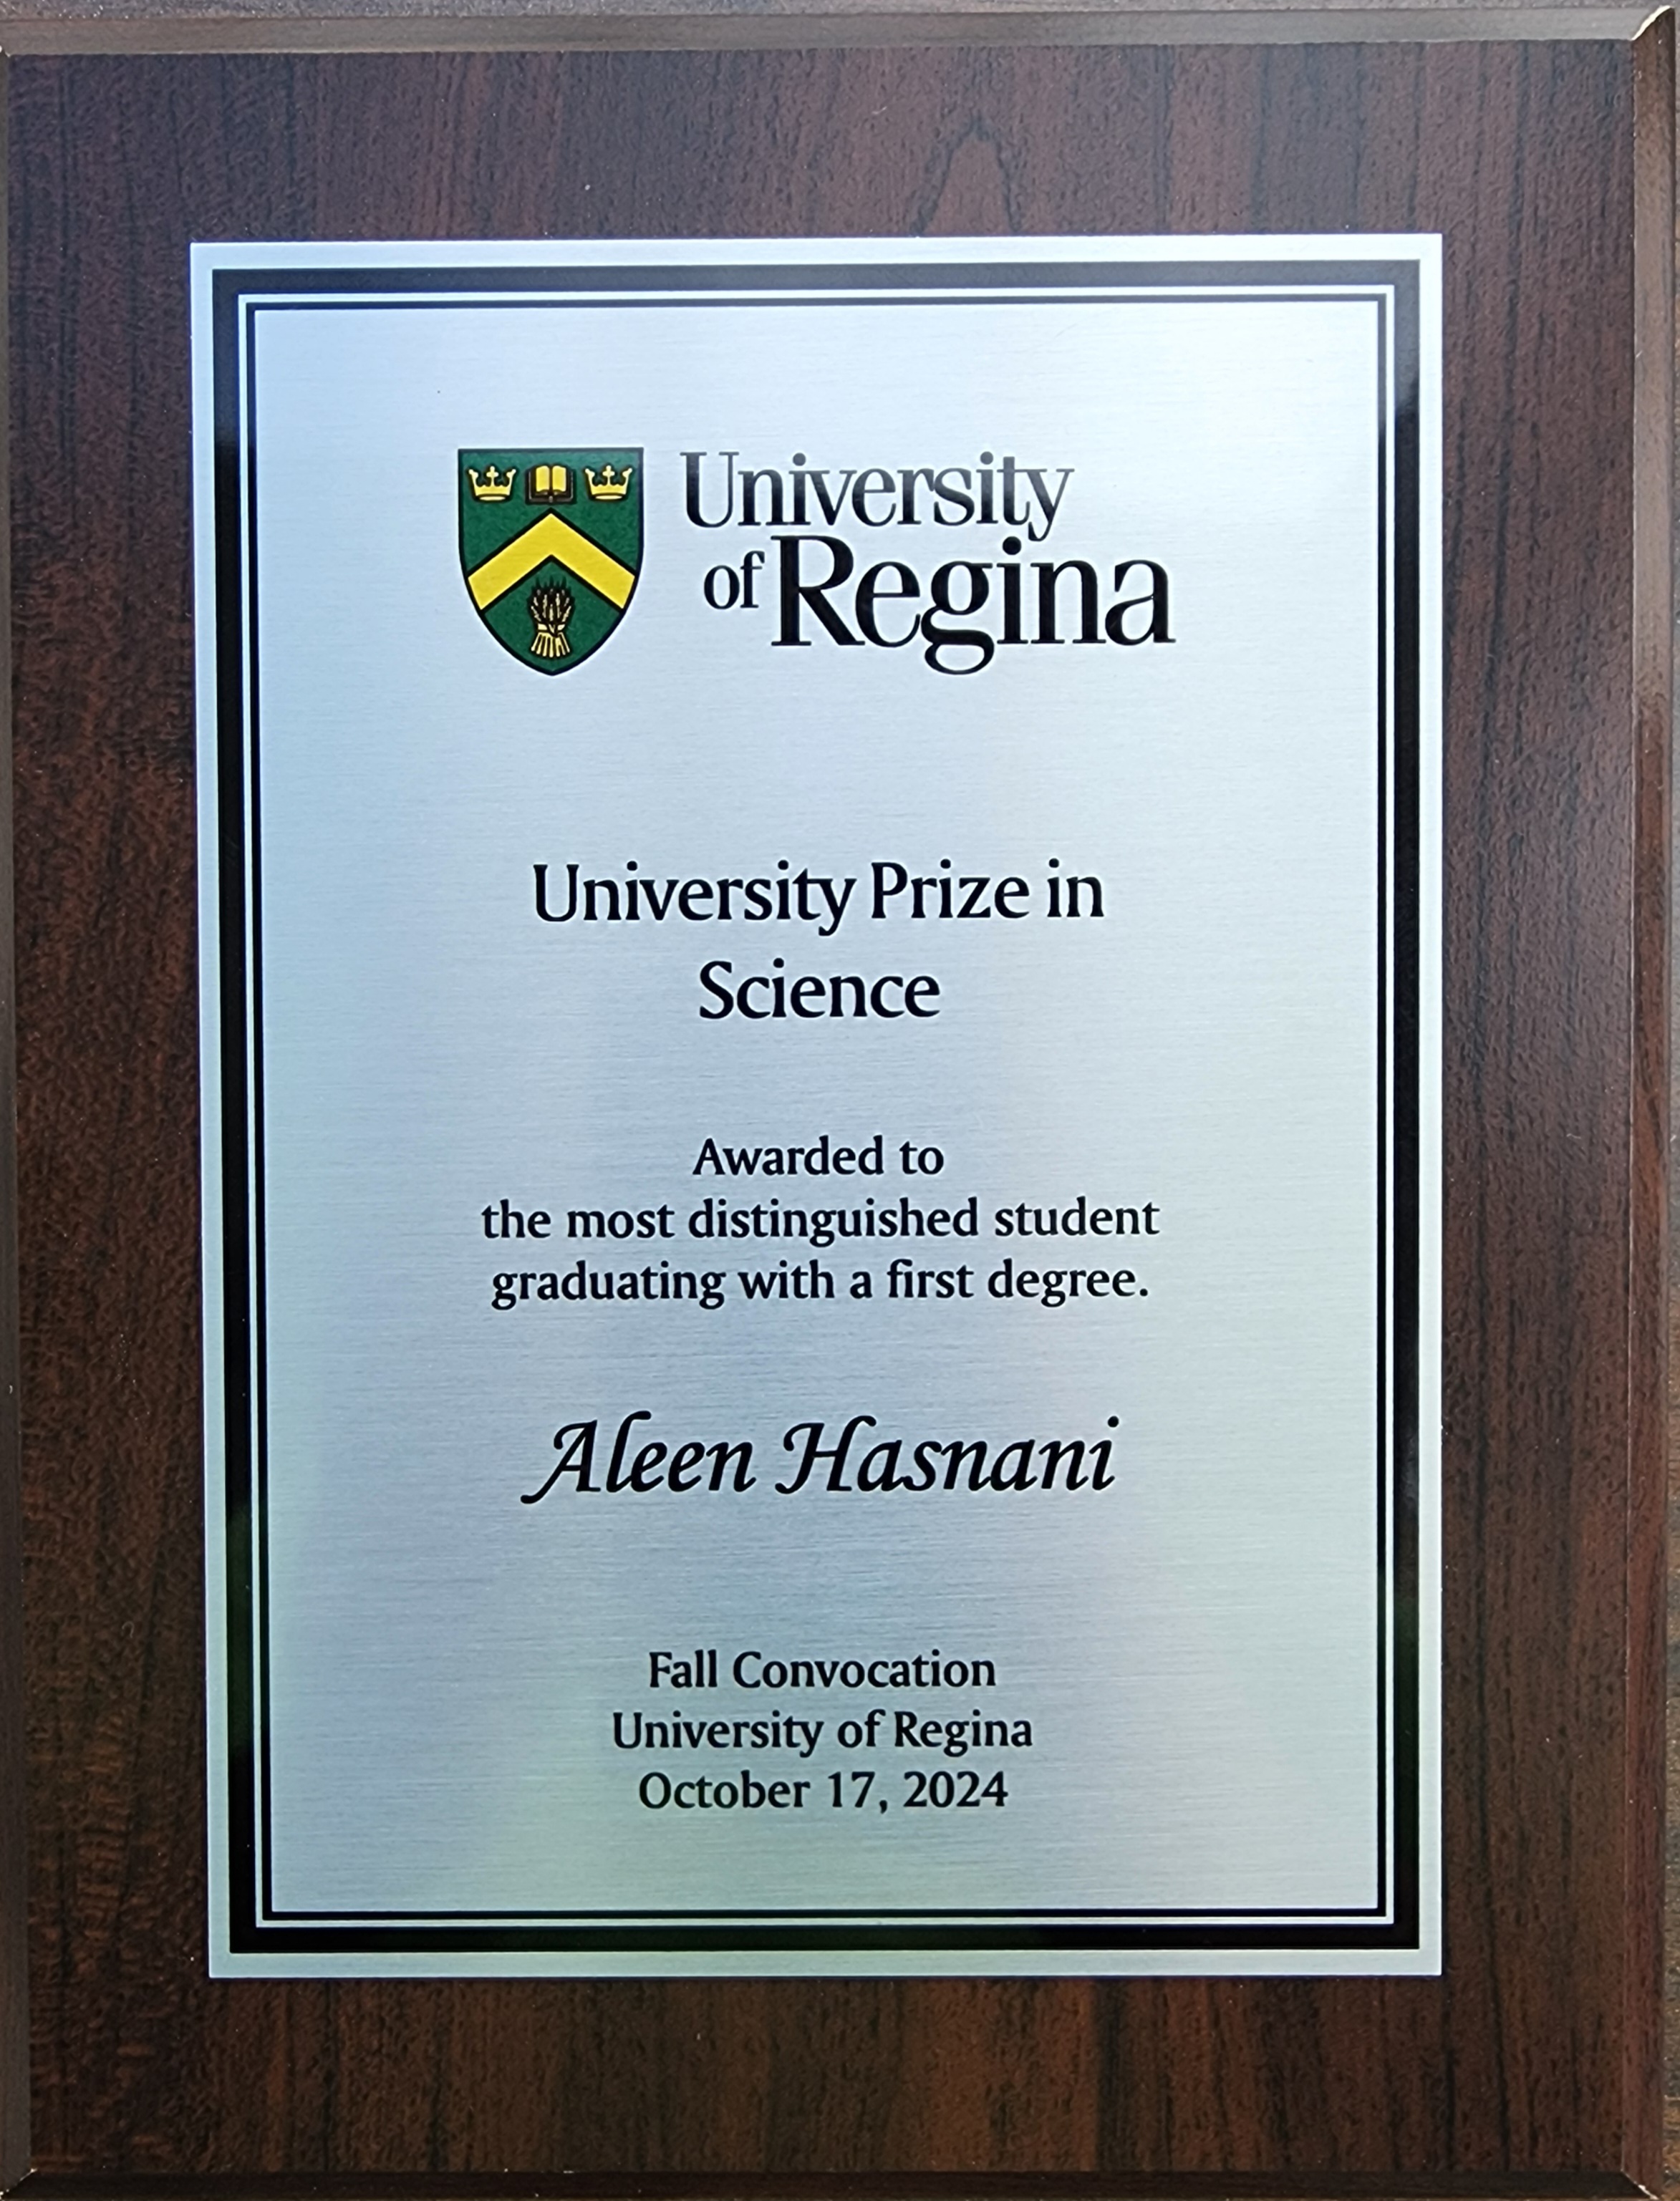 University
of Regina
University Prize in
Science
Awarded to
the most distinguished student
graduating with a first degree.
Aleen Hasnani
Fall Convocation
University of Regina
October 17, 2024